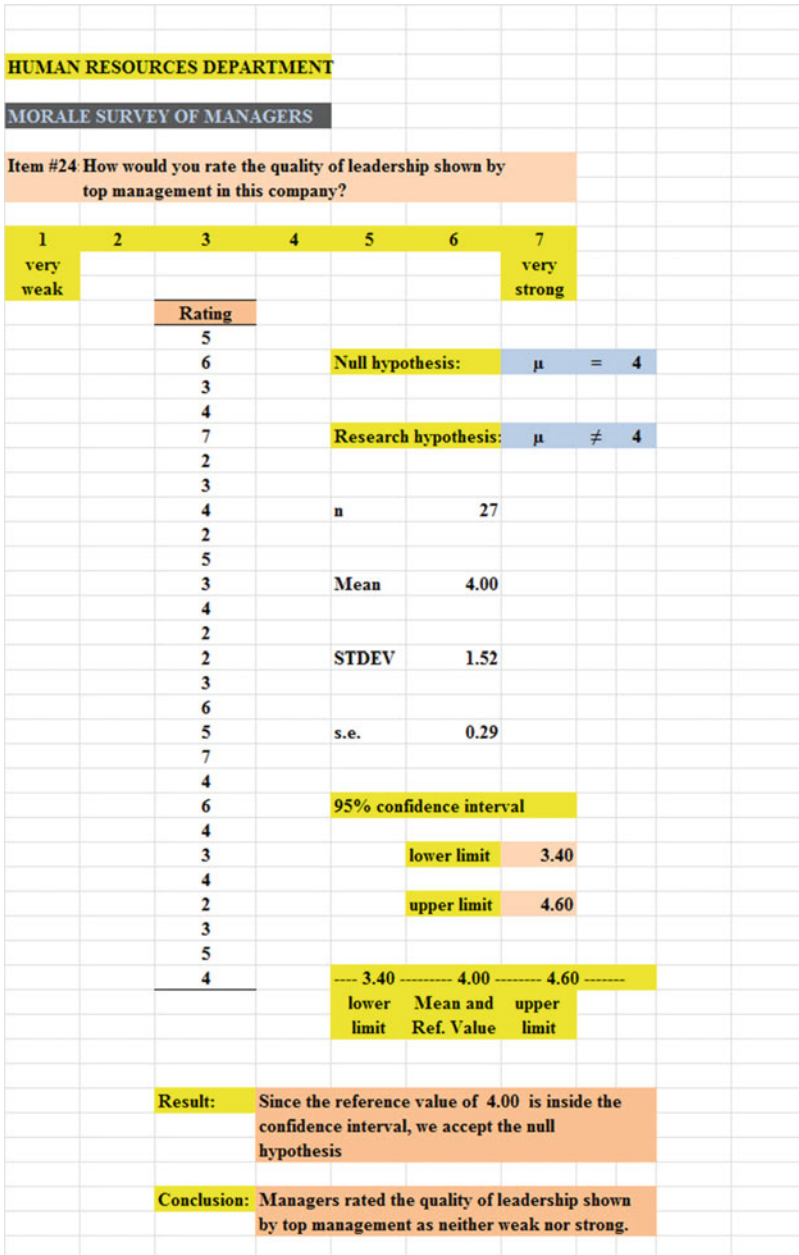 HUMAN RESOURCES DEPARTMENT
MORALE SURVEY OF MANAGERS
Item #24: How would you rate the quality of leadership shown by
top management in this company?
1 2 3 4 5 6 7
very very
weak strong
Rating
5
6 Null hypothesis: μ = 4
3
4
7 Research hypothesis: μ ≠ 4
2
3
4 n 27
2
5
3 Mean 4.00
4
2
2 STDEV 1.52
3
6
5 s.e. 0.29
7
4
6 95% confidence interval
4
3 lower limit 3.40
4
2 upper limit 4.60
3
5
4 ---- 3.40 --------- 4.00 -------- 4.60 -------
lower Mean and upper
limit Ref. Value limit
Result: Since the reference value of 4.00 is inside the
confidence interval, we accept the null
hypothesis
Conclusion: Managers rated the quality of leadership shown
by top management as neither weak nor strong.